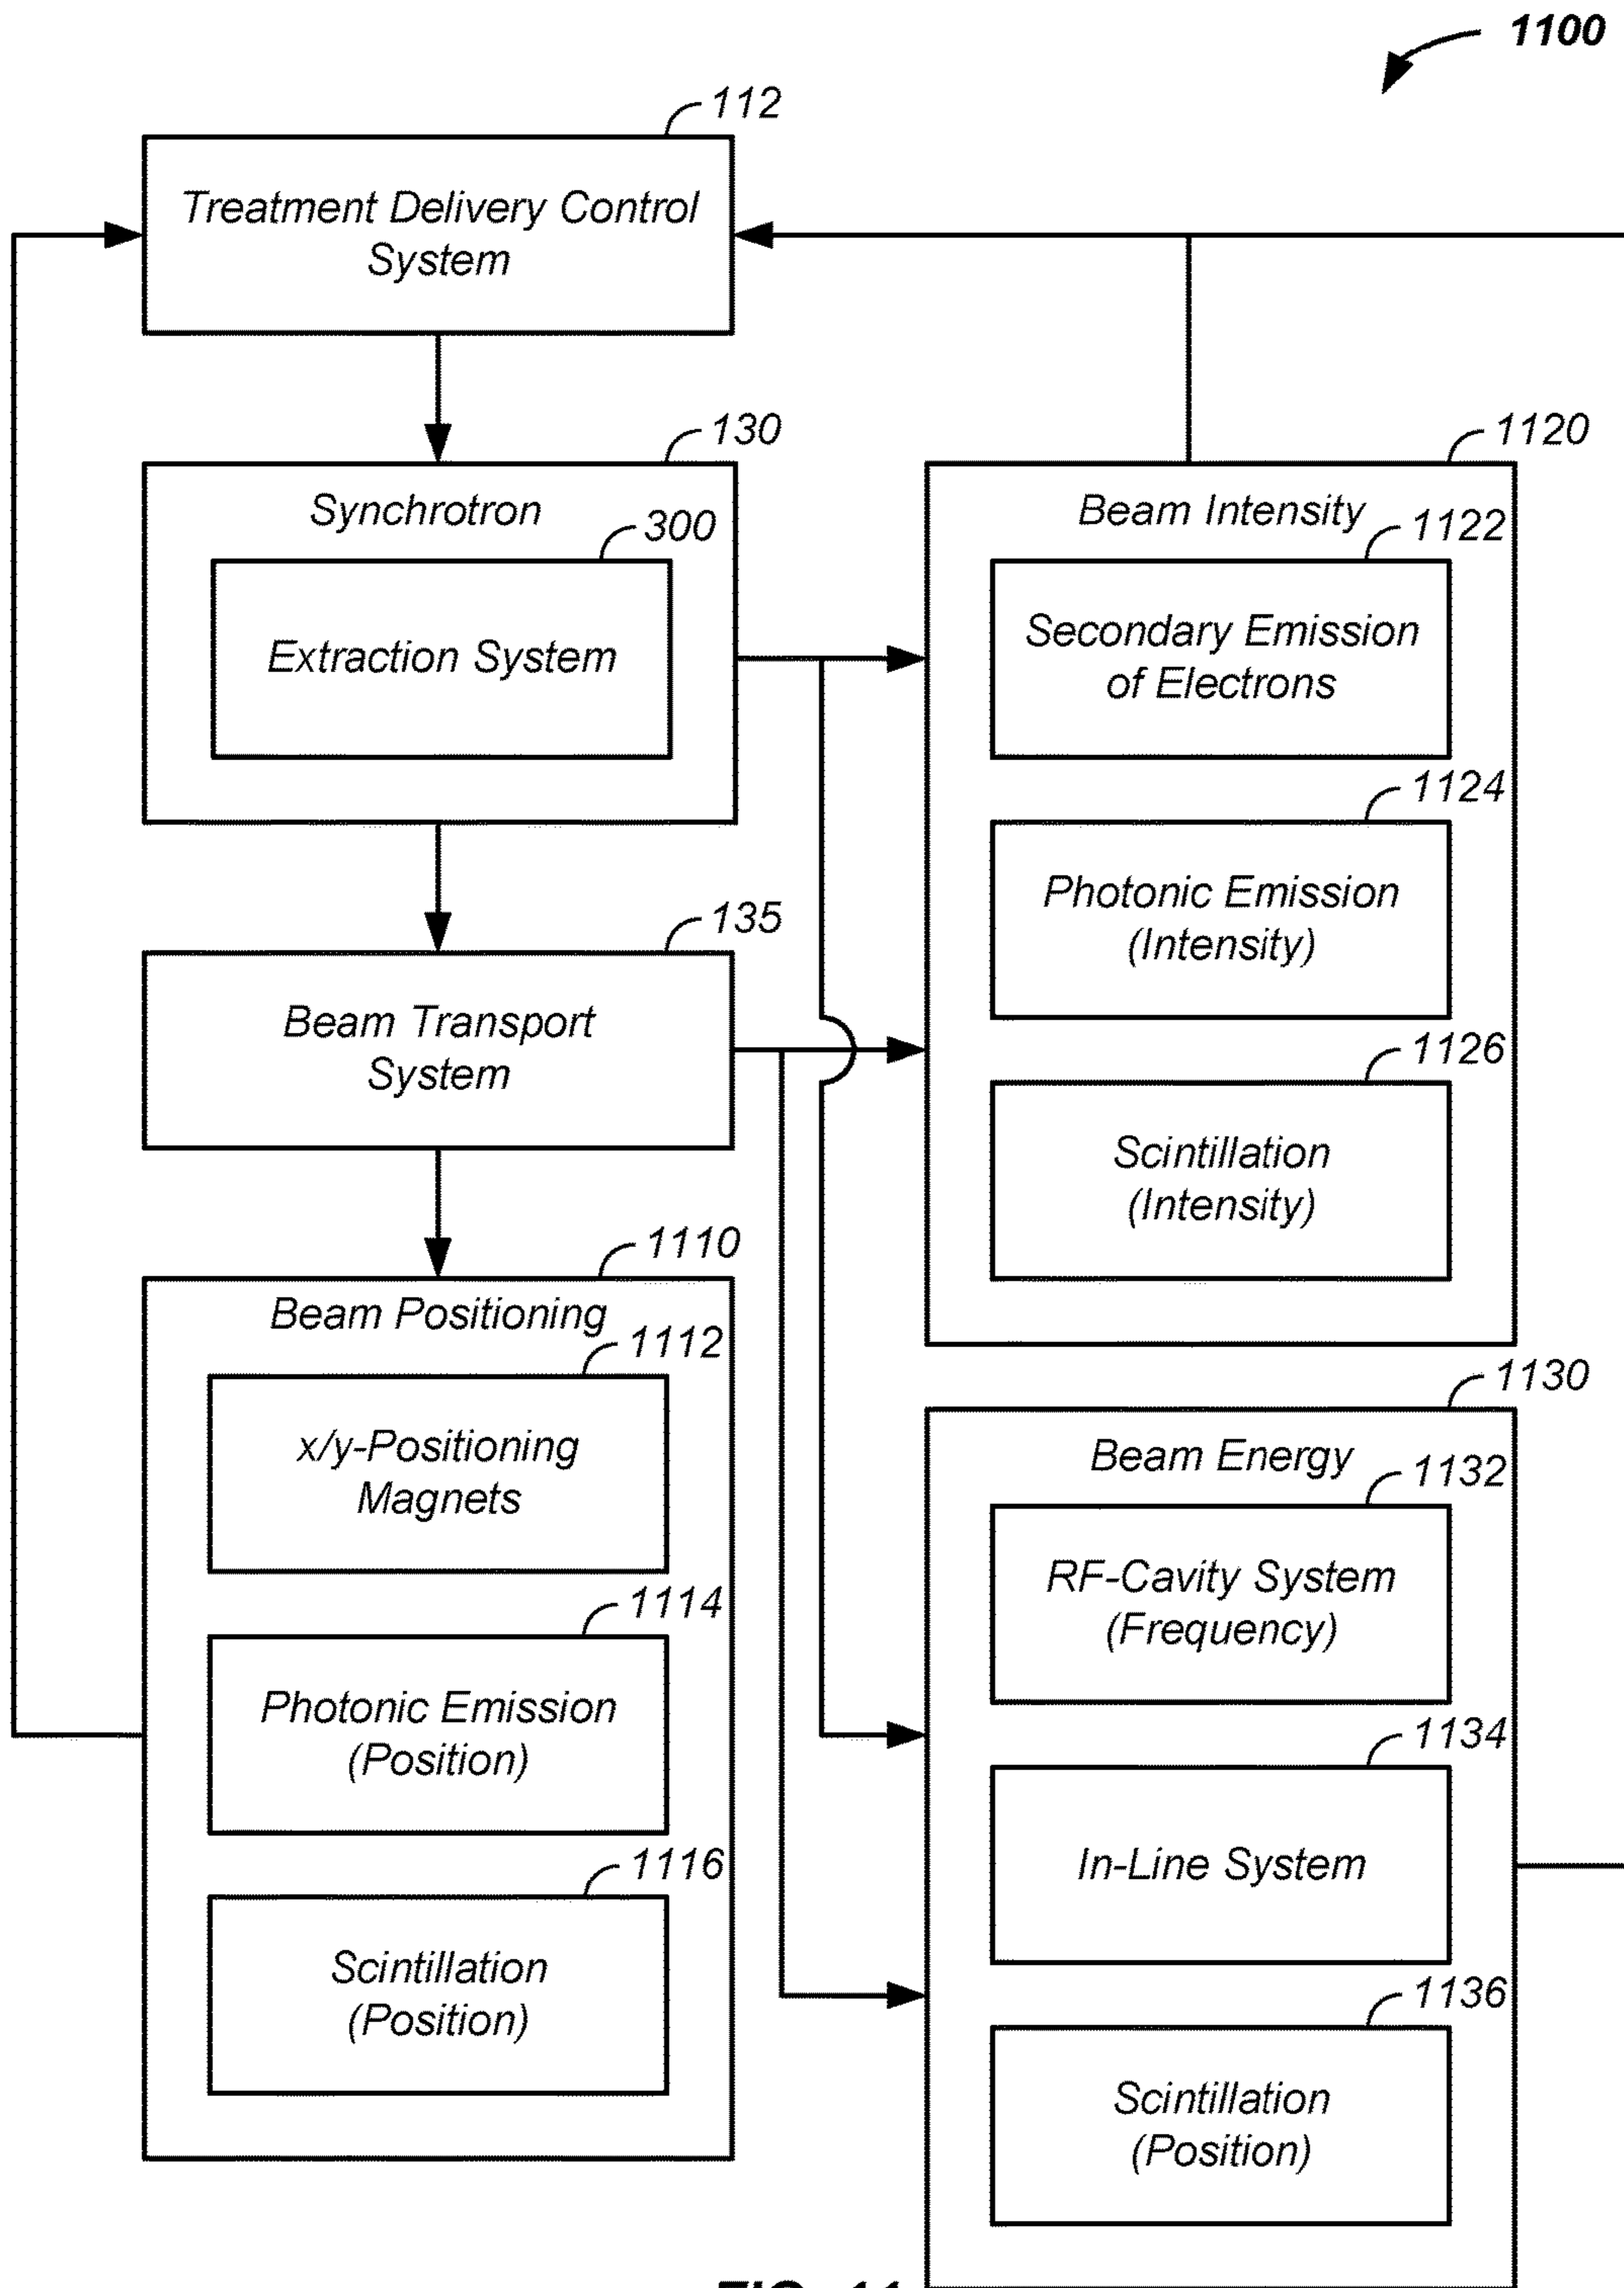 1100
112
Treatment Delivery Control
System
130
Synchrotron
300
Extraction System
135
Beam Transport
System
1110
Beam Positioning
1112
x/y-Positioning
Magnets
1114
Photonic Emission
(Position)
1116
Scintillation
(Position)
1120
Beam Intensity
1122
Secondary Emission
of Electrons
1124
Photonic Emission
(Intensity)
1126
Scintillation
(Intensity)
1130
Beam Energy
1132
RF-Cavity System
(Frequency)
1134
In-Line System
1136
Scintillation
(Position)
FIG. 11